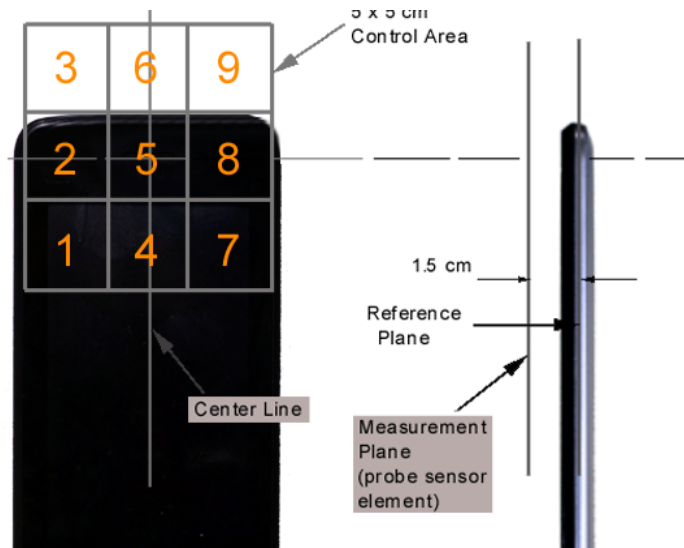 5 x 5 cm
Control Area
3 6 9
2 5 8
1 4 7
1.5 cm
Reference
Plane
Center Line
Measurement
Plane
(probe sensor
element)